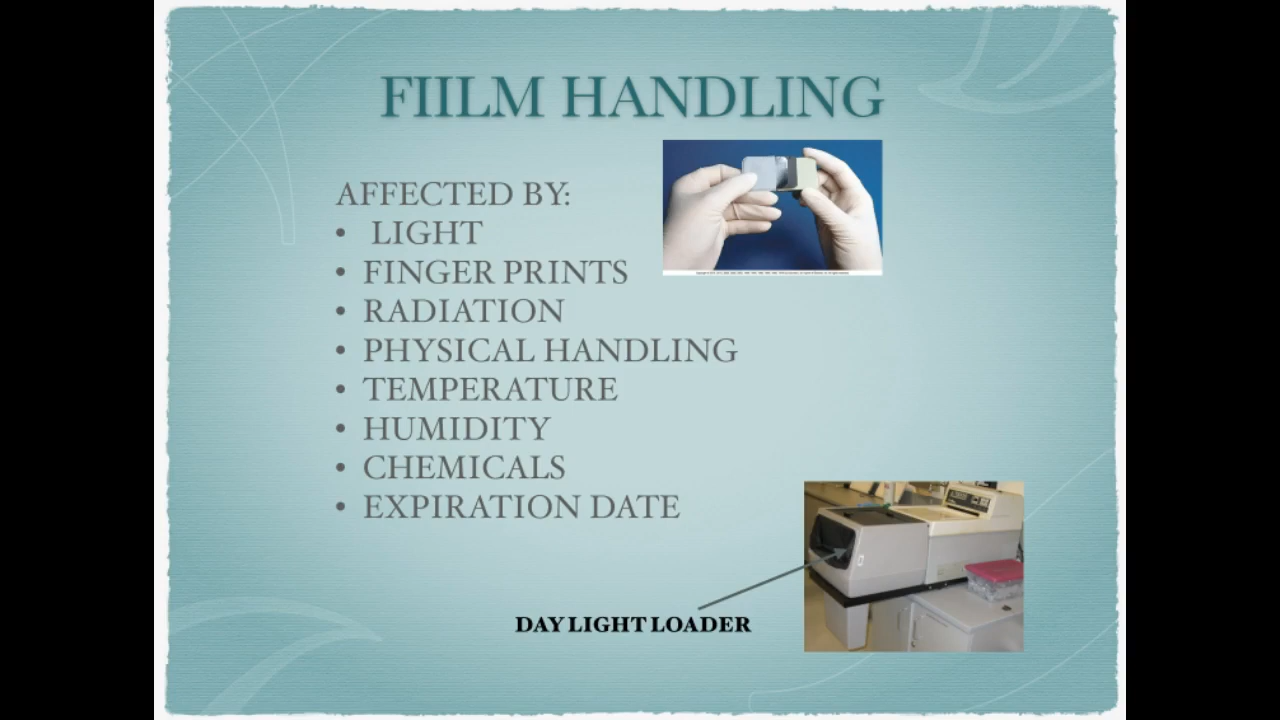 FIILM HANDLING
AFFECTED BY:
• LIGHT
• FINGER PRINTS
• RADIATION
• PHYSICAL HANDLING
• TEMPERATURE
• HUMIDITY
• CHEMICALS
• EXPIRATION DATE
DAY LIGHT LOADER